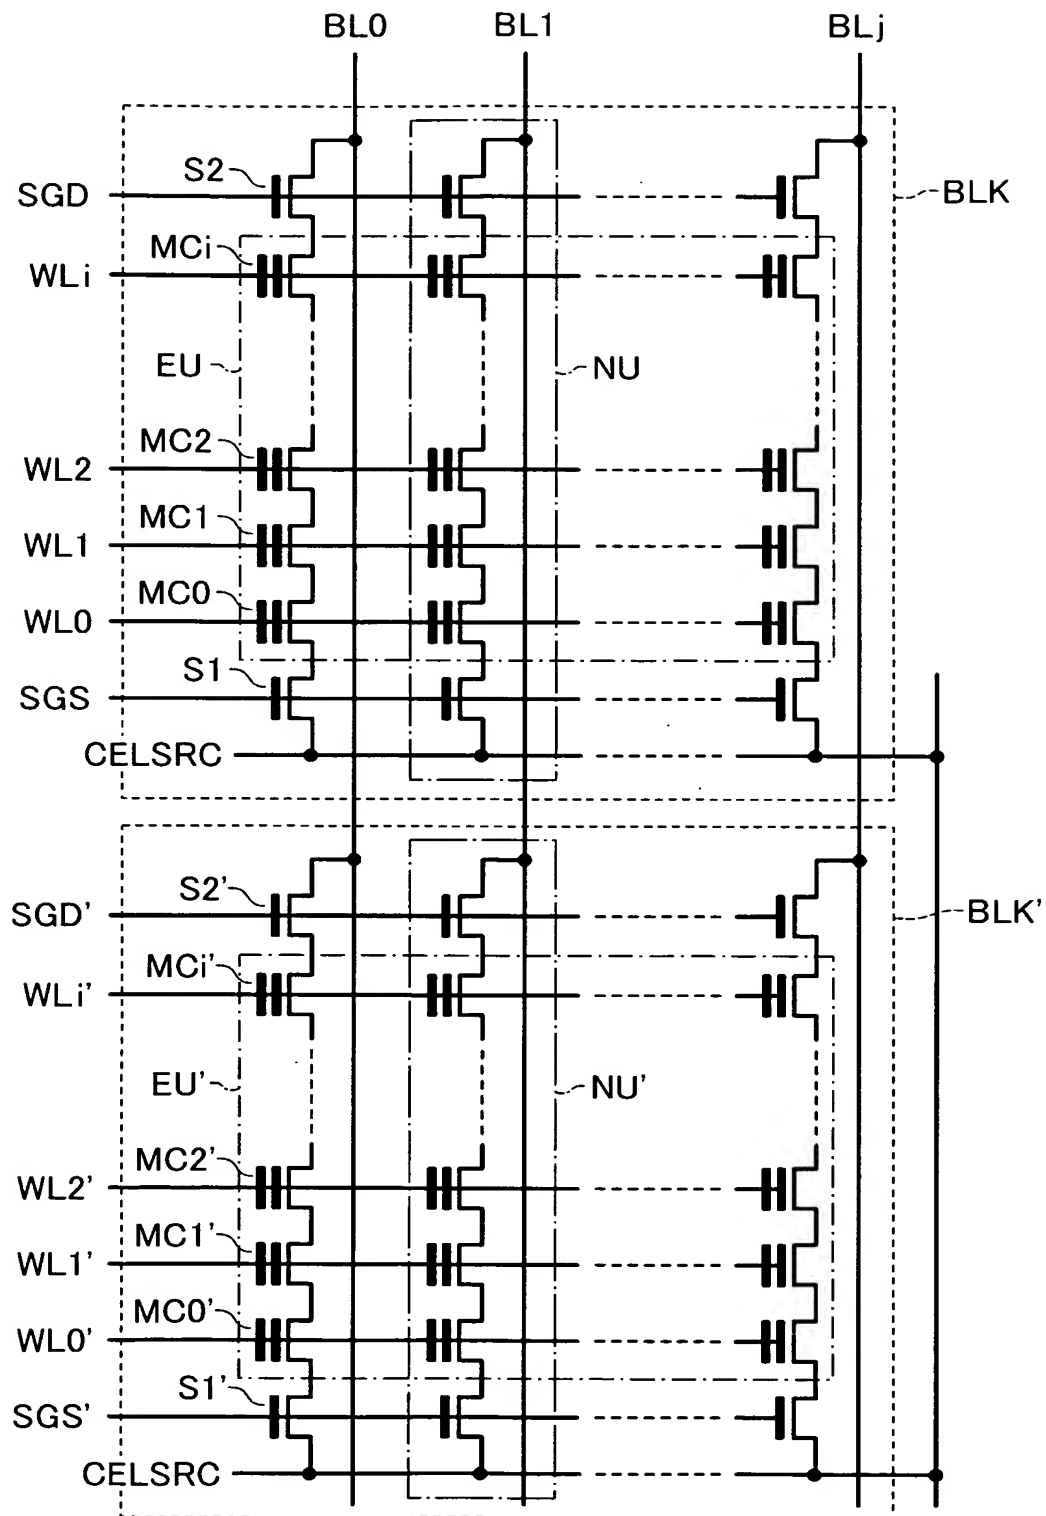 BL0 BL1 BLj
S2
SGD
BLK
MCi
WLi
EU
NU
MC2
WL2
MC1
WL1
MC0
WL0
S1
SGS
CELSRC
S2'
SGD'
BLK'
MCi'
WLi'
EU'
NU'
MC2'
WL2'
MC1'
WL1'
MC0'
WL0'
S1'
SGS'
CELSRC